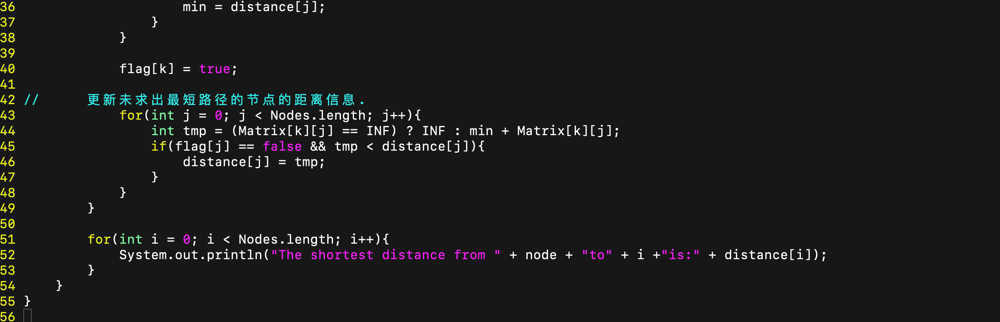 36                     min = distance[j];
37                 }
38             }
39
40             flag[k] = true;
41
42 //      更新未求出最短路径的节点的距离信息.
43             for(int j = 0; j < Nodes.length; j++){
44                 int tmp = (Matrix[k][j] == INF) ? INF : min + Matrix[k][j];
45                 if(flag[j] == false && tmp < distance[j]){
46                     distance[j] = tmp;
47                 }
48             }
49         }
50
51         for(int i = 0; i < Nodes.length; i++){
52             System.out.println("The shortest distance from " + node + "to" + i +"is:" + distance[i]);
53         }
54     }
55 }
56